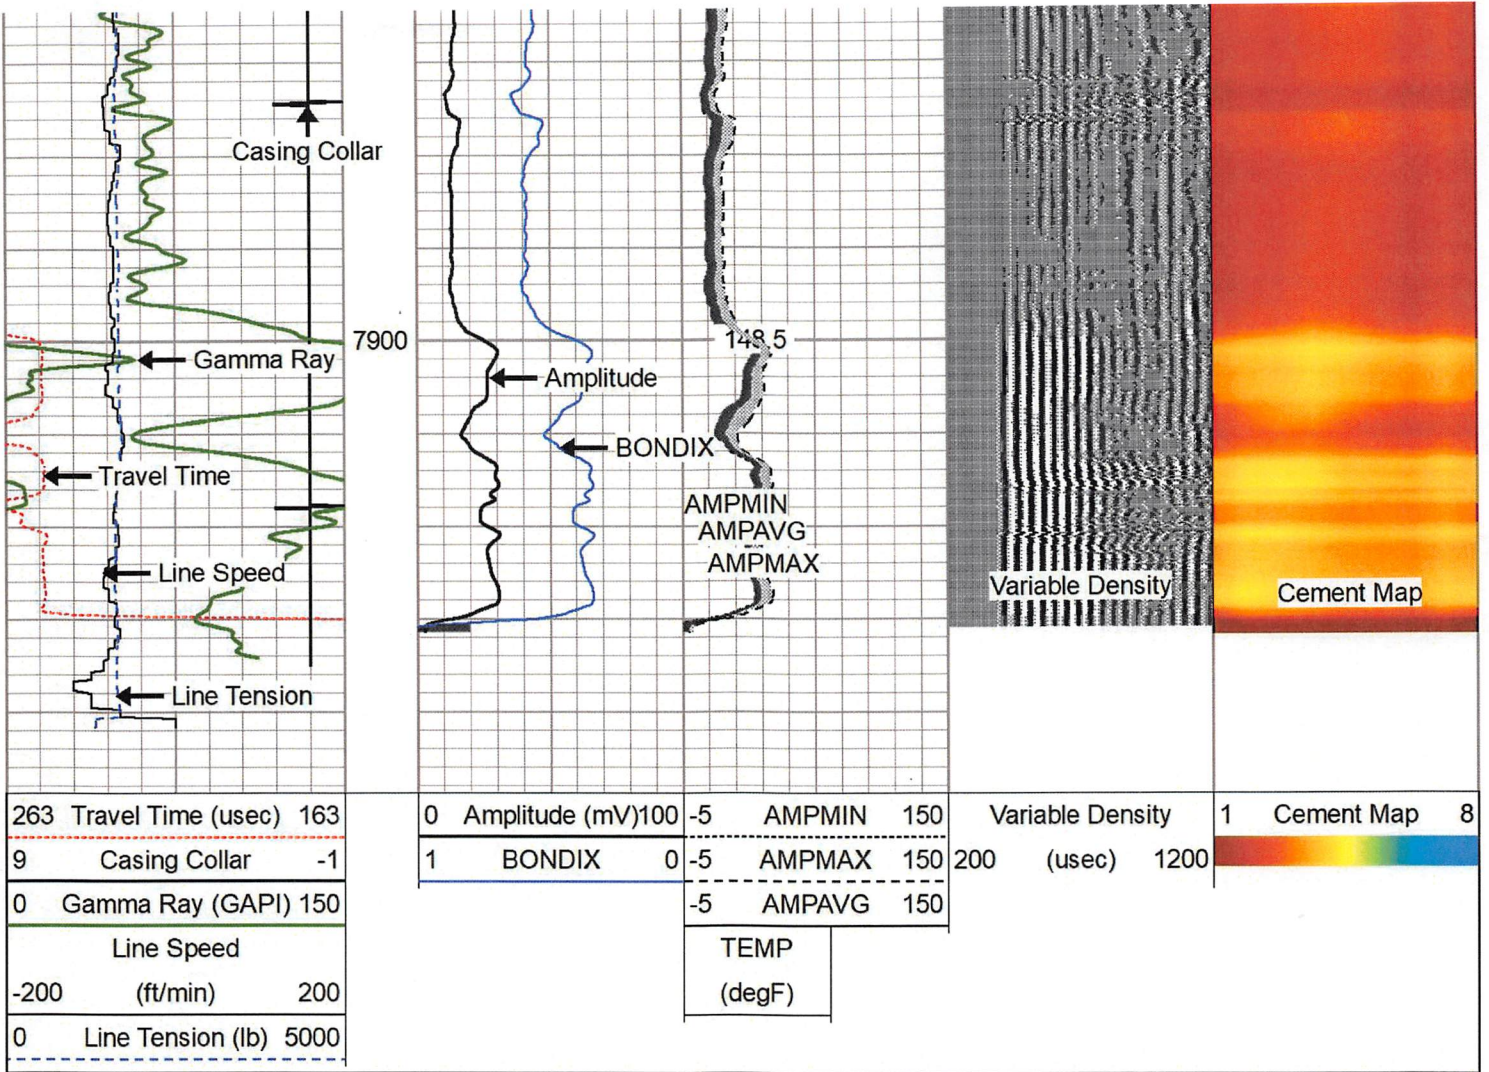 Casing Collar
7900
148.5
Gamma Ray
Amplitude
BONDIX
Travel Time
AMPMIN
AMPAVG
AMPMAX
Line Speed
Variable Density
Cement Map
Line Tension
263 Travel Time (usec) 163
9 Casing Collar -1
0 Gamma Ray (GAPI) 150
Line Speed
-200 (ft/min) 200
0 Line Tension (lb) 5000
0 Amplitude (mV) 100
1 BONDIX 0
-5 AMPMIN 150
-5 AMPMAX 150
-5 AMPAVG 150
TEMP
(degF)
Variable Density
200 (usec) 1200
1 Cement Map 8